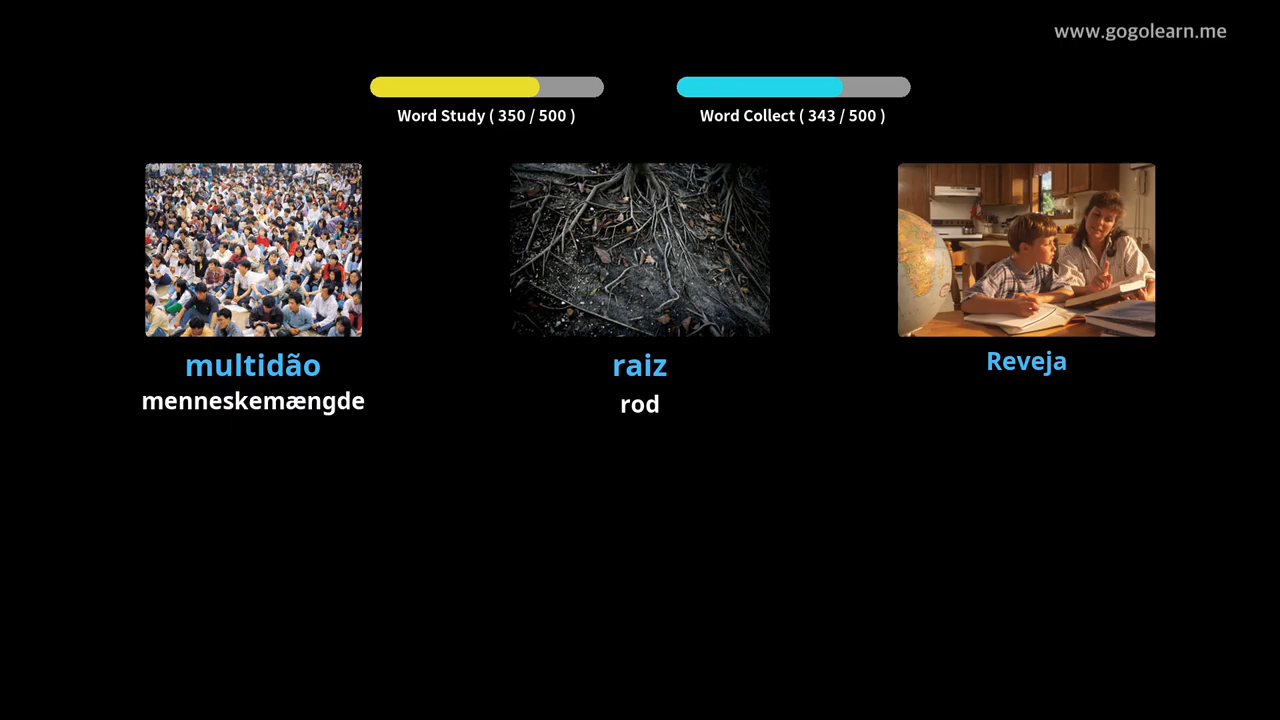 www.gogolearn.me
Word Study ( 350 / 500 )
Word Collect ( 343 / 500 )
multidão
menneskemængde
raiz
rod
Reveja